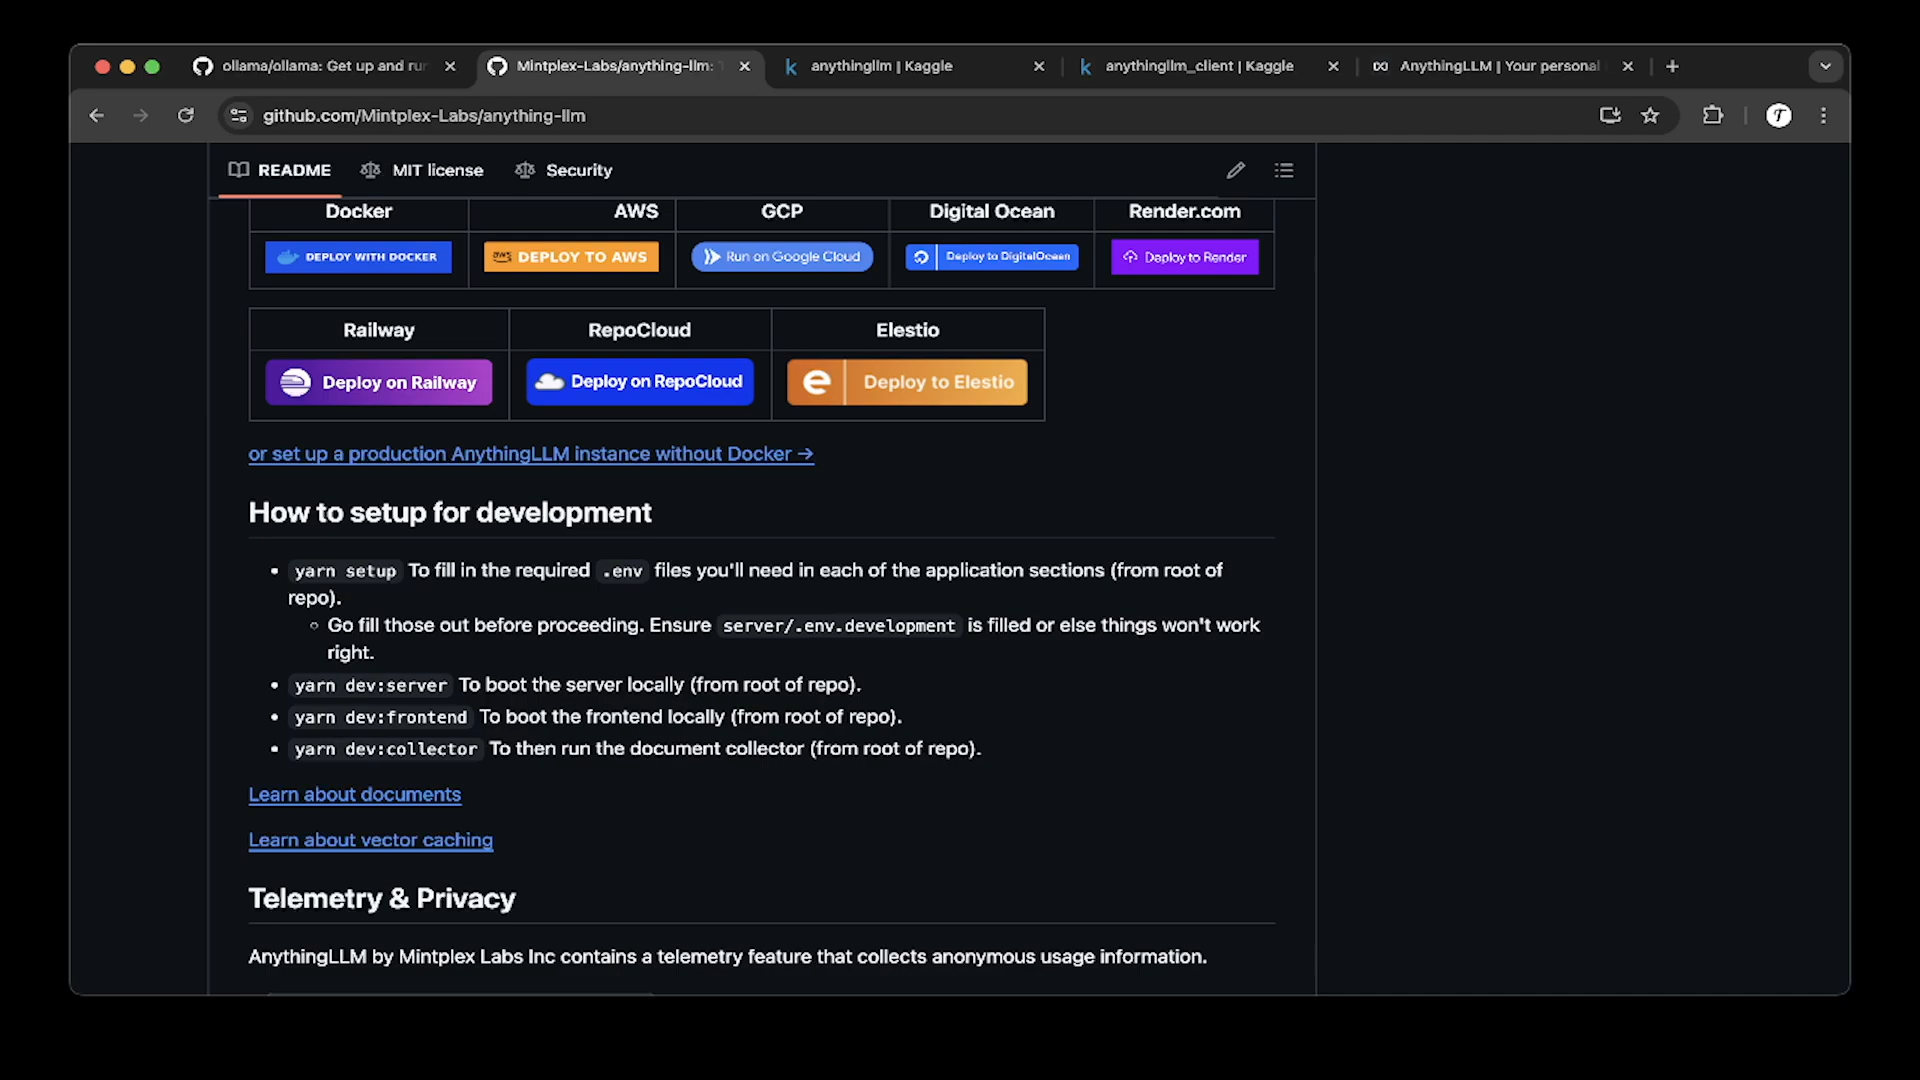 ollama/ollama: Get up and run
Mintplex-Labs/anything-llm:
anythingllm | Kaggle
anythingllm_client | Kaggle
AnythingLLM | Your personal
github.com/Mintplex-Labs/anything-llm
README
MIT license
Security
Docker AWS GCP Digital Ocean Render.com
DEPLOY WITH DOCKER
aws DEPLOY TO AWS
Run on Google Cloud
Deploy to DigitalOcean
Deploy to Render
Railway RepoCloud Elestio
Deploy on Railway
Deploy on RepoCloud
Deploy to Elestio
or set up a production AnythingLLM instance without Docker →
How to setup for development
• yarn setup To fill in the required .env files you'll need in each of the application sections (from root of
repo).
◦ Go fill those out before proceeding. Ensure server/.env.development is filled or else things won't work
right.
• yarn dev:server To boot the server locally (from root of repo).
• yarn dev:frontend To boot the frontend locally (from root of repo).
• yarn dev:collector To then run the document collector (from root of repo).
Learn about documents
Learn about vector caching
Telemetry & Privacy
AnythingLLM by Mintplex Labs Inc contains a telemetry feature that collects anonymous usage information.